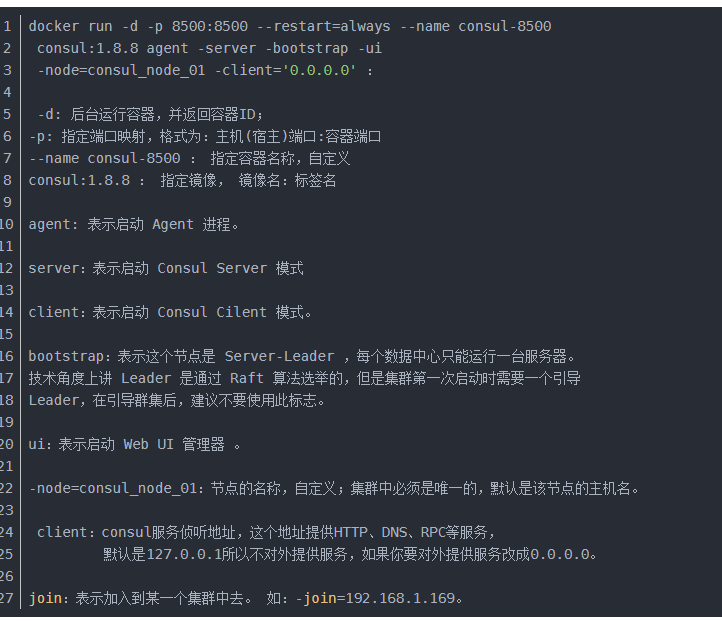 1 docker run -d -p 8500:8500 --restart=always --name consul-8500
2 consul:1.8.8 agent -server -bootstrap -ui
3 -node=consul_node_01 -client='0.0.0.0' :
4
5 -d: 后台运行容器，并返回容器ID；
6 -p: 指定端口映射，格式为：主机(宿主)端口:容器端口
7 --name consul-8500 ： 指定容器名称，自定义
8 consul:1.8.8 ： 指定镜像， 镜像名：标签名
9
10 agent: 表示启动 Agent 进程。
11
12 server：表示启动 Consul Server 模式
13
14 client：表示启动 Consul Cilent 模式。
15
16 bootstrap：表示这个节点是 Server-Leader ，每个数据中心只能运行一台服务器。
17 技术角度上讲 Leader 是通过 Raft 算法选举的，但是集群第一次启动时需要一个引导
18 Leader，在引导群集后，建议不要使用此标志。
19
20 ui：表示启动 Web UI 管理器 。
21
22 -node=consul_node_01：节点的名称，自定义；集群中必须是唯一的，默认是该节点的主机名。
23
24 client：consul服务侦听地址，这个地址提供HTTP、DNS、RPC等服务，
25 默认是127.0.0.1所以不对外提供服务，如果你要对外提供服务改成0.0.0.0。
26
27 join：表示加入到某一个集群中去。 如：-join=192.168.1.169。